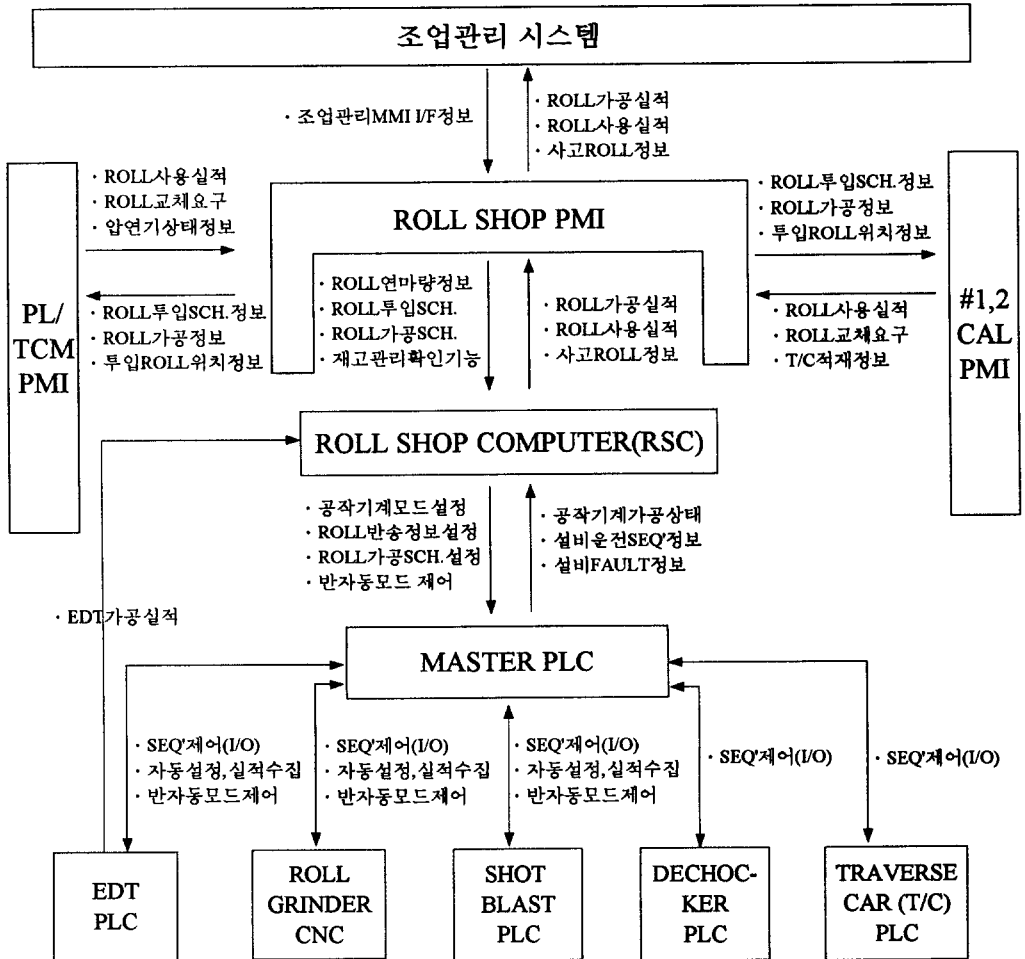 조업관리 시스템
· 조업관리MMI I/F정보
· ROLL가공실적
· ROLL사용실적
· 사고ROLL정보
· ROLL사용실적
· ROLL교체요구
· 압연기상태정보
ROLL SHOP PMI
· ROLL투입SCH.정보
· ROLL가공정보
· 투입ROLL위치정보
PL/
TCM
PMI
· ROLL투입SCH.정보
· ROLL가공정보
· 투입ROLL위치정보
· ROLL연마량정보
· ROLL투입SCH.
· ROLL가공SCH.
· 재고관리확인기능
· ROLL가공실적
· ROLL사용실적
· 사고ROLL정보
· ROLL사용실적
· ROLL교체요구
· T/C적재정보
#1,2
CAL
PMI
ROLL SHOP COMPUTER(RSC)
· 공작기계모드설정
· ROLL반송정보설정
· ROLL가공SCH.설정
· 반자동모드 제어
· 공작기계가공상태
· 설비운전SEQ'정보
· 설비FAULT정보
· EDT가공실적
MASTER PLC
· SEQ'제어(I/O)
· 자동설정,실적수집
· 반자동모드제어
· SEQ'제어(I/O)
· 자동설정,실적수집
· 반자동모드제어
· SEQ'제어(I/O)
· 자동설정,실적수집
· 반자동모드제어
· SEQ'제어(I/O)
· SEQ'제어(I/O)
EDT
PLC
ROLL
GRINDER
CNC
SHOT
BLAST
PLC
DECHOC-
KER
PLC
TRAVERSE
CAR (T/C)
PLC